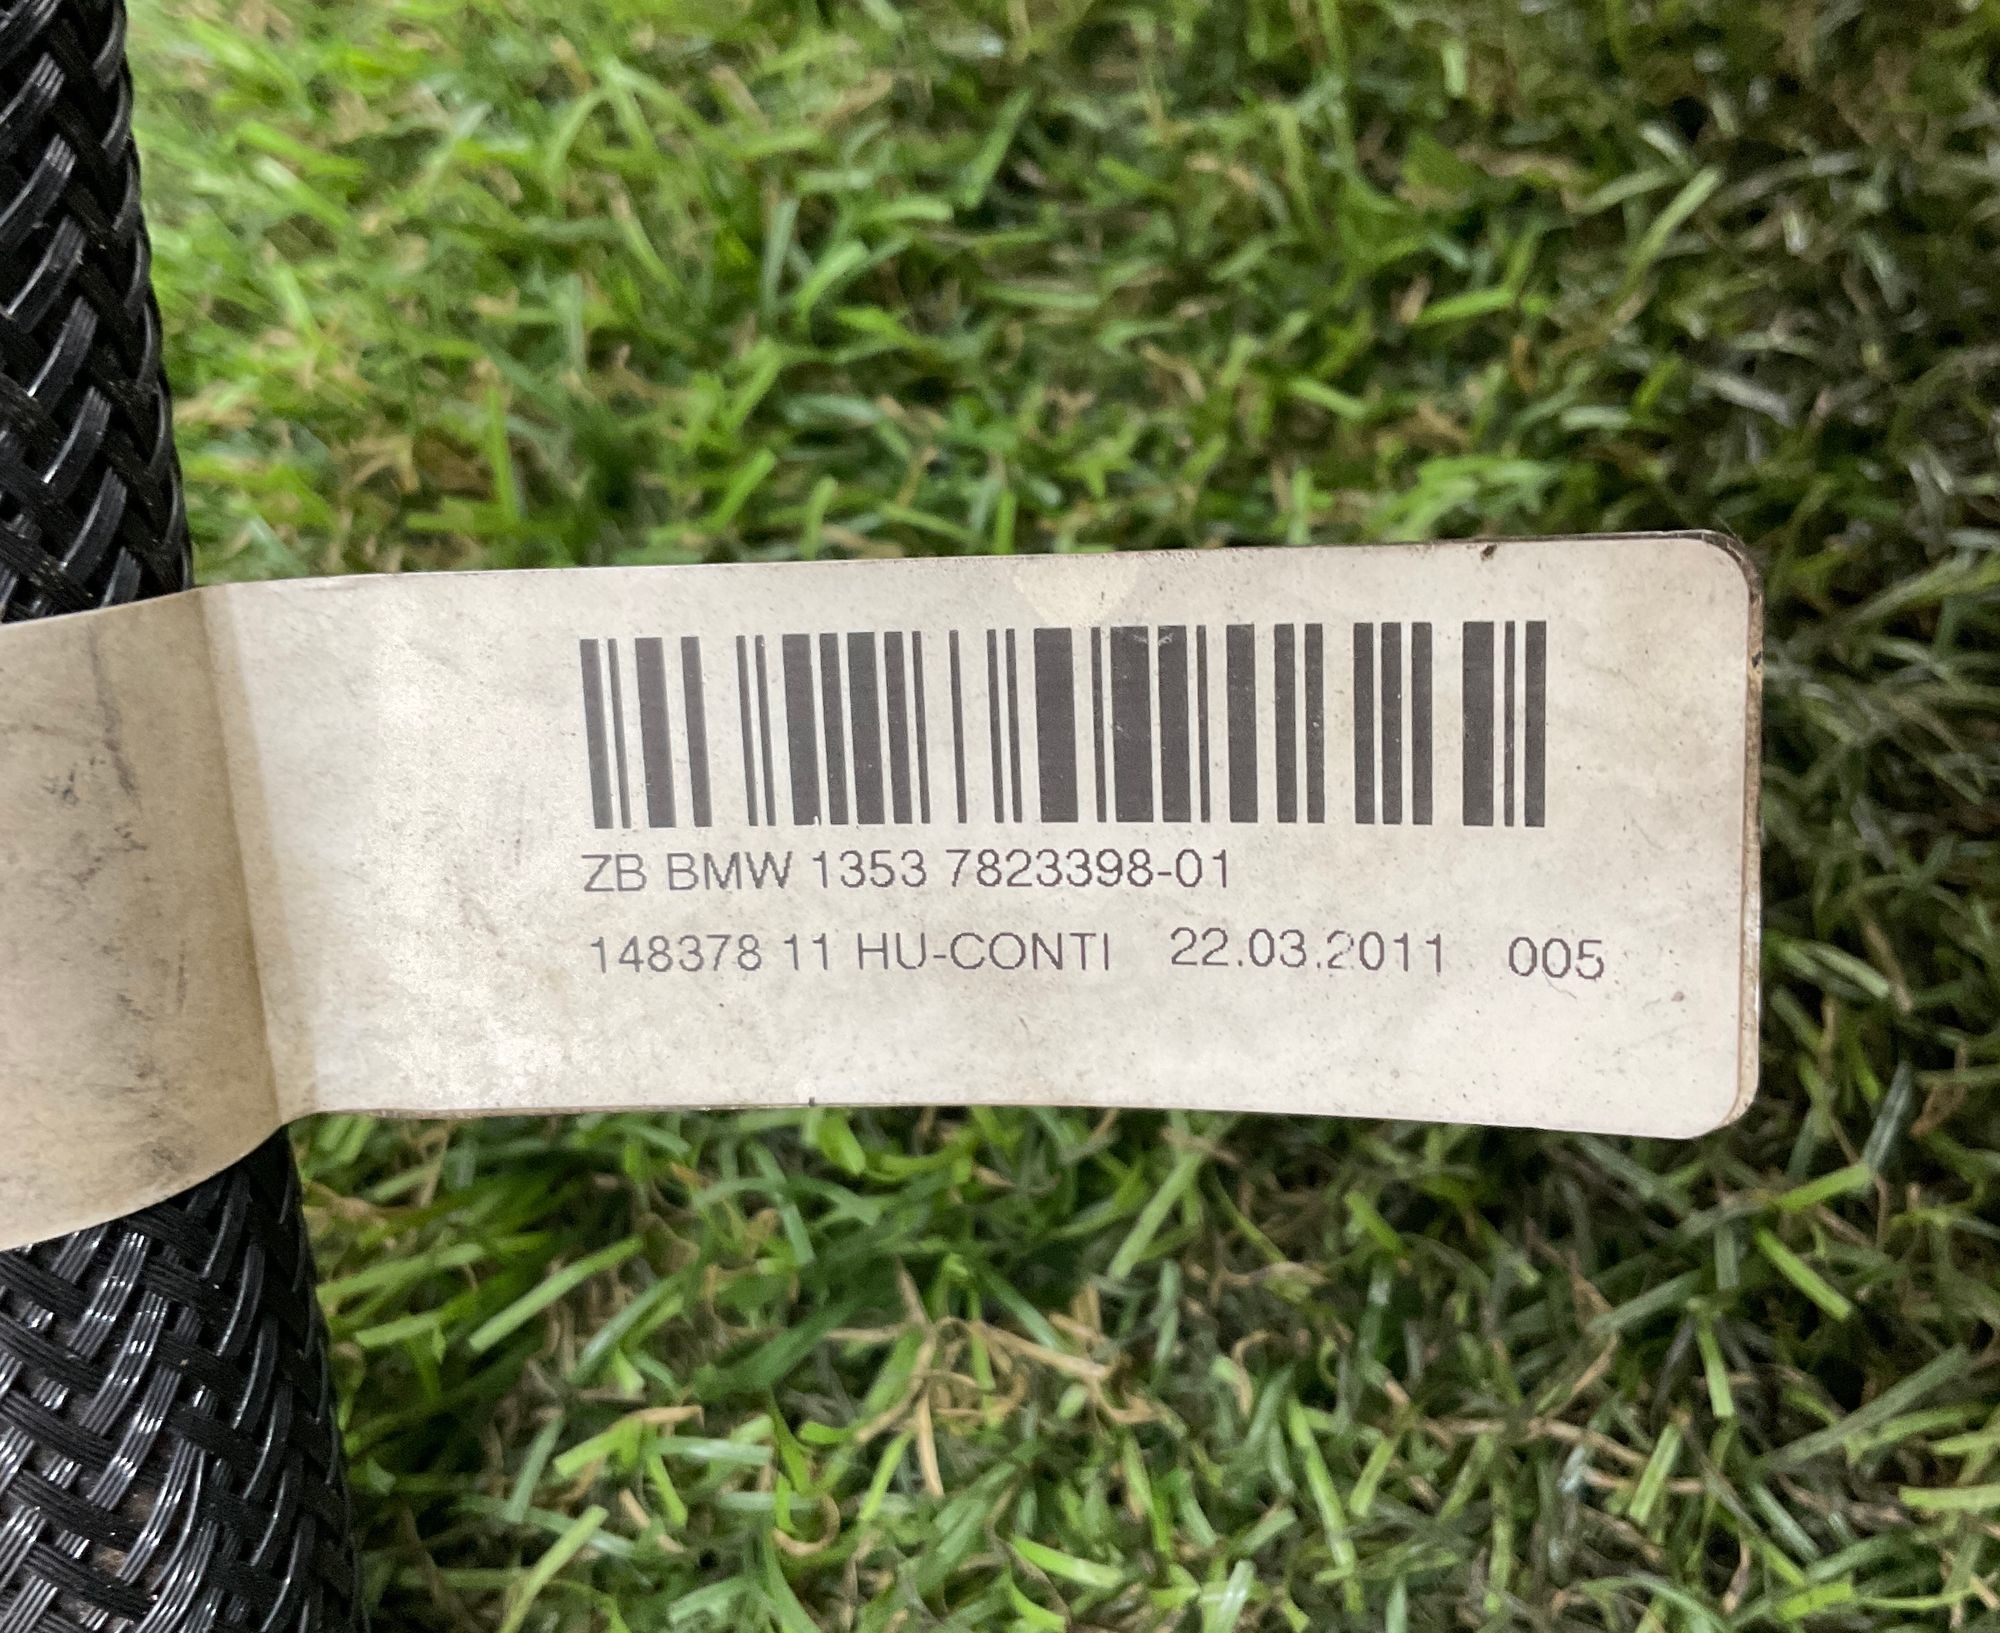 ZB BMW 1353 7823398-01
148378 11 HU-CONTI 22.03.2011 005